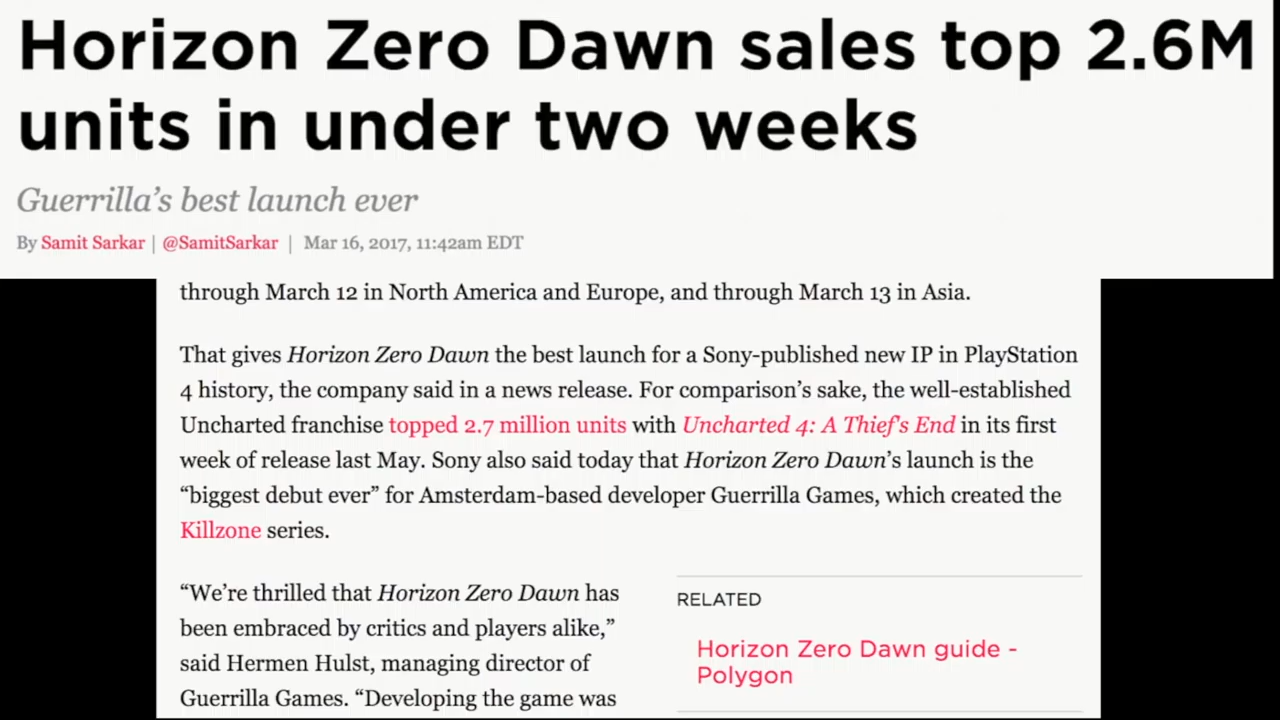 Horizon Zero Dawn sales top 2.6M
units in under two weeks
Guerrilla’s best launch ever
By Samit Sarkar | @SamitSarkar | Mar 16, 2017, 11:42am EDT
through March 12 in North America and Europe, and through March 13 in Asia.
That gives Horizon Zero Dawn the best launch for a Sony-published new IP in PlayStation
4 history, the company said in a news release. For comparison’s sake, the well-established
Uncharted franchise topped 2.7 million units with Uncharted 4: A Thief’s End in its first
week of release last May. Sony also said today that Horizon Zero Dawn’s launch is the
“biggest debut ever” for Amsterdam-based developer Guerrilla Games, which created the
Killzone series.
“We’re thrilled that Horizon Zero Dawn has
been embraced by critics and players alike,”
said Hermen Hulst, managing director of
Guerrilla Games. “Developing the game was
RELATED
Horizon Zero Dawn guide -
Polygon